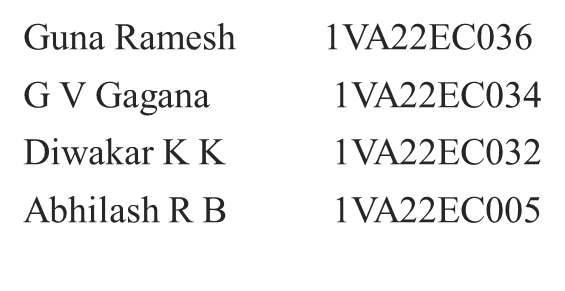 Guna Ramesh 1VA22EC036
G V Gagana 1VA22EC034
Diwakar K K 1VA22EC032
Abhilash R B 1VA22EC005